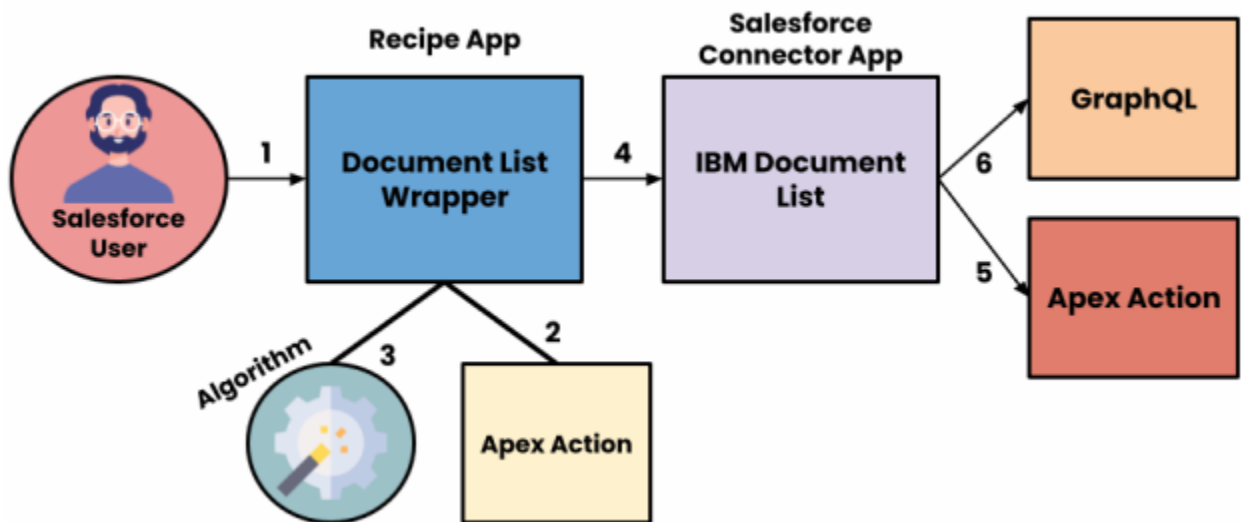 Recipe App
Salesforce
Connector App
GraphQL
1
Document List
Wrapper
4
IBM Document
List
6
Salesforce
User
5
Apex Action
Algorithm
3
2
Apex Action